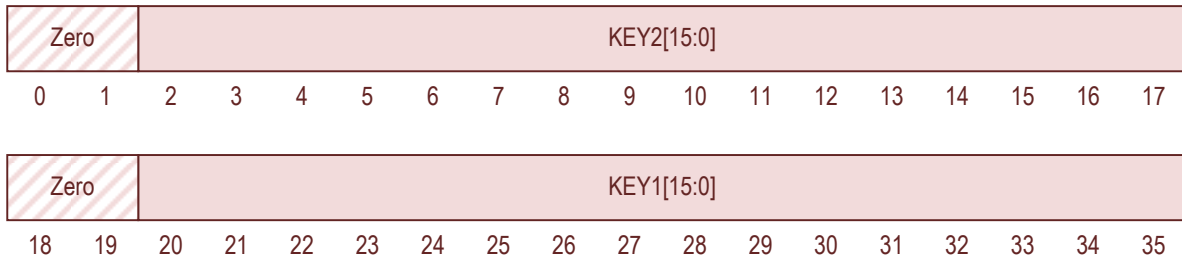 Zero KEY2[15:0]
0 1 2 3 4 5 6 7 8 9 10 11 12 13 14 15 16 17
Zero KEY1[15:0]
18 19 20 21 22 23 24 25 26 27 28 29 30 31 32 33 34 35